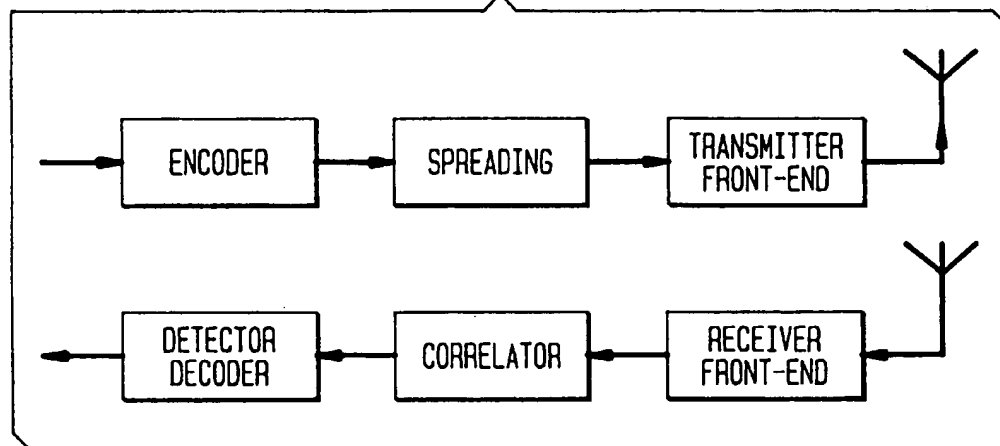 ENCODER
SPREADING
TRANSMITTER
FRONT-END
DETECTOR
DECODER
CORRELATOR
RECEIVER
FRONT-END